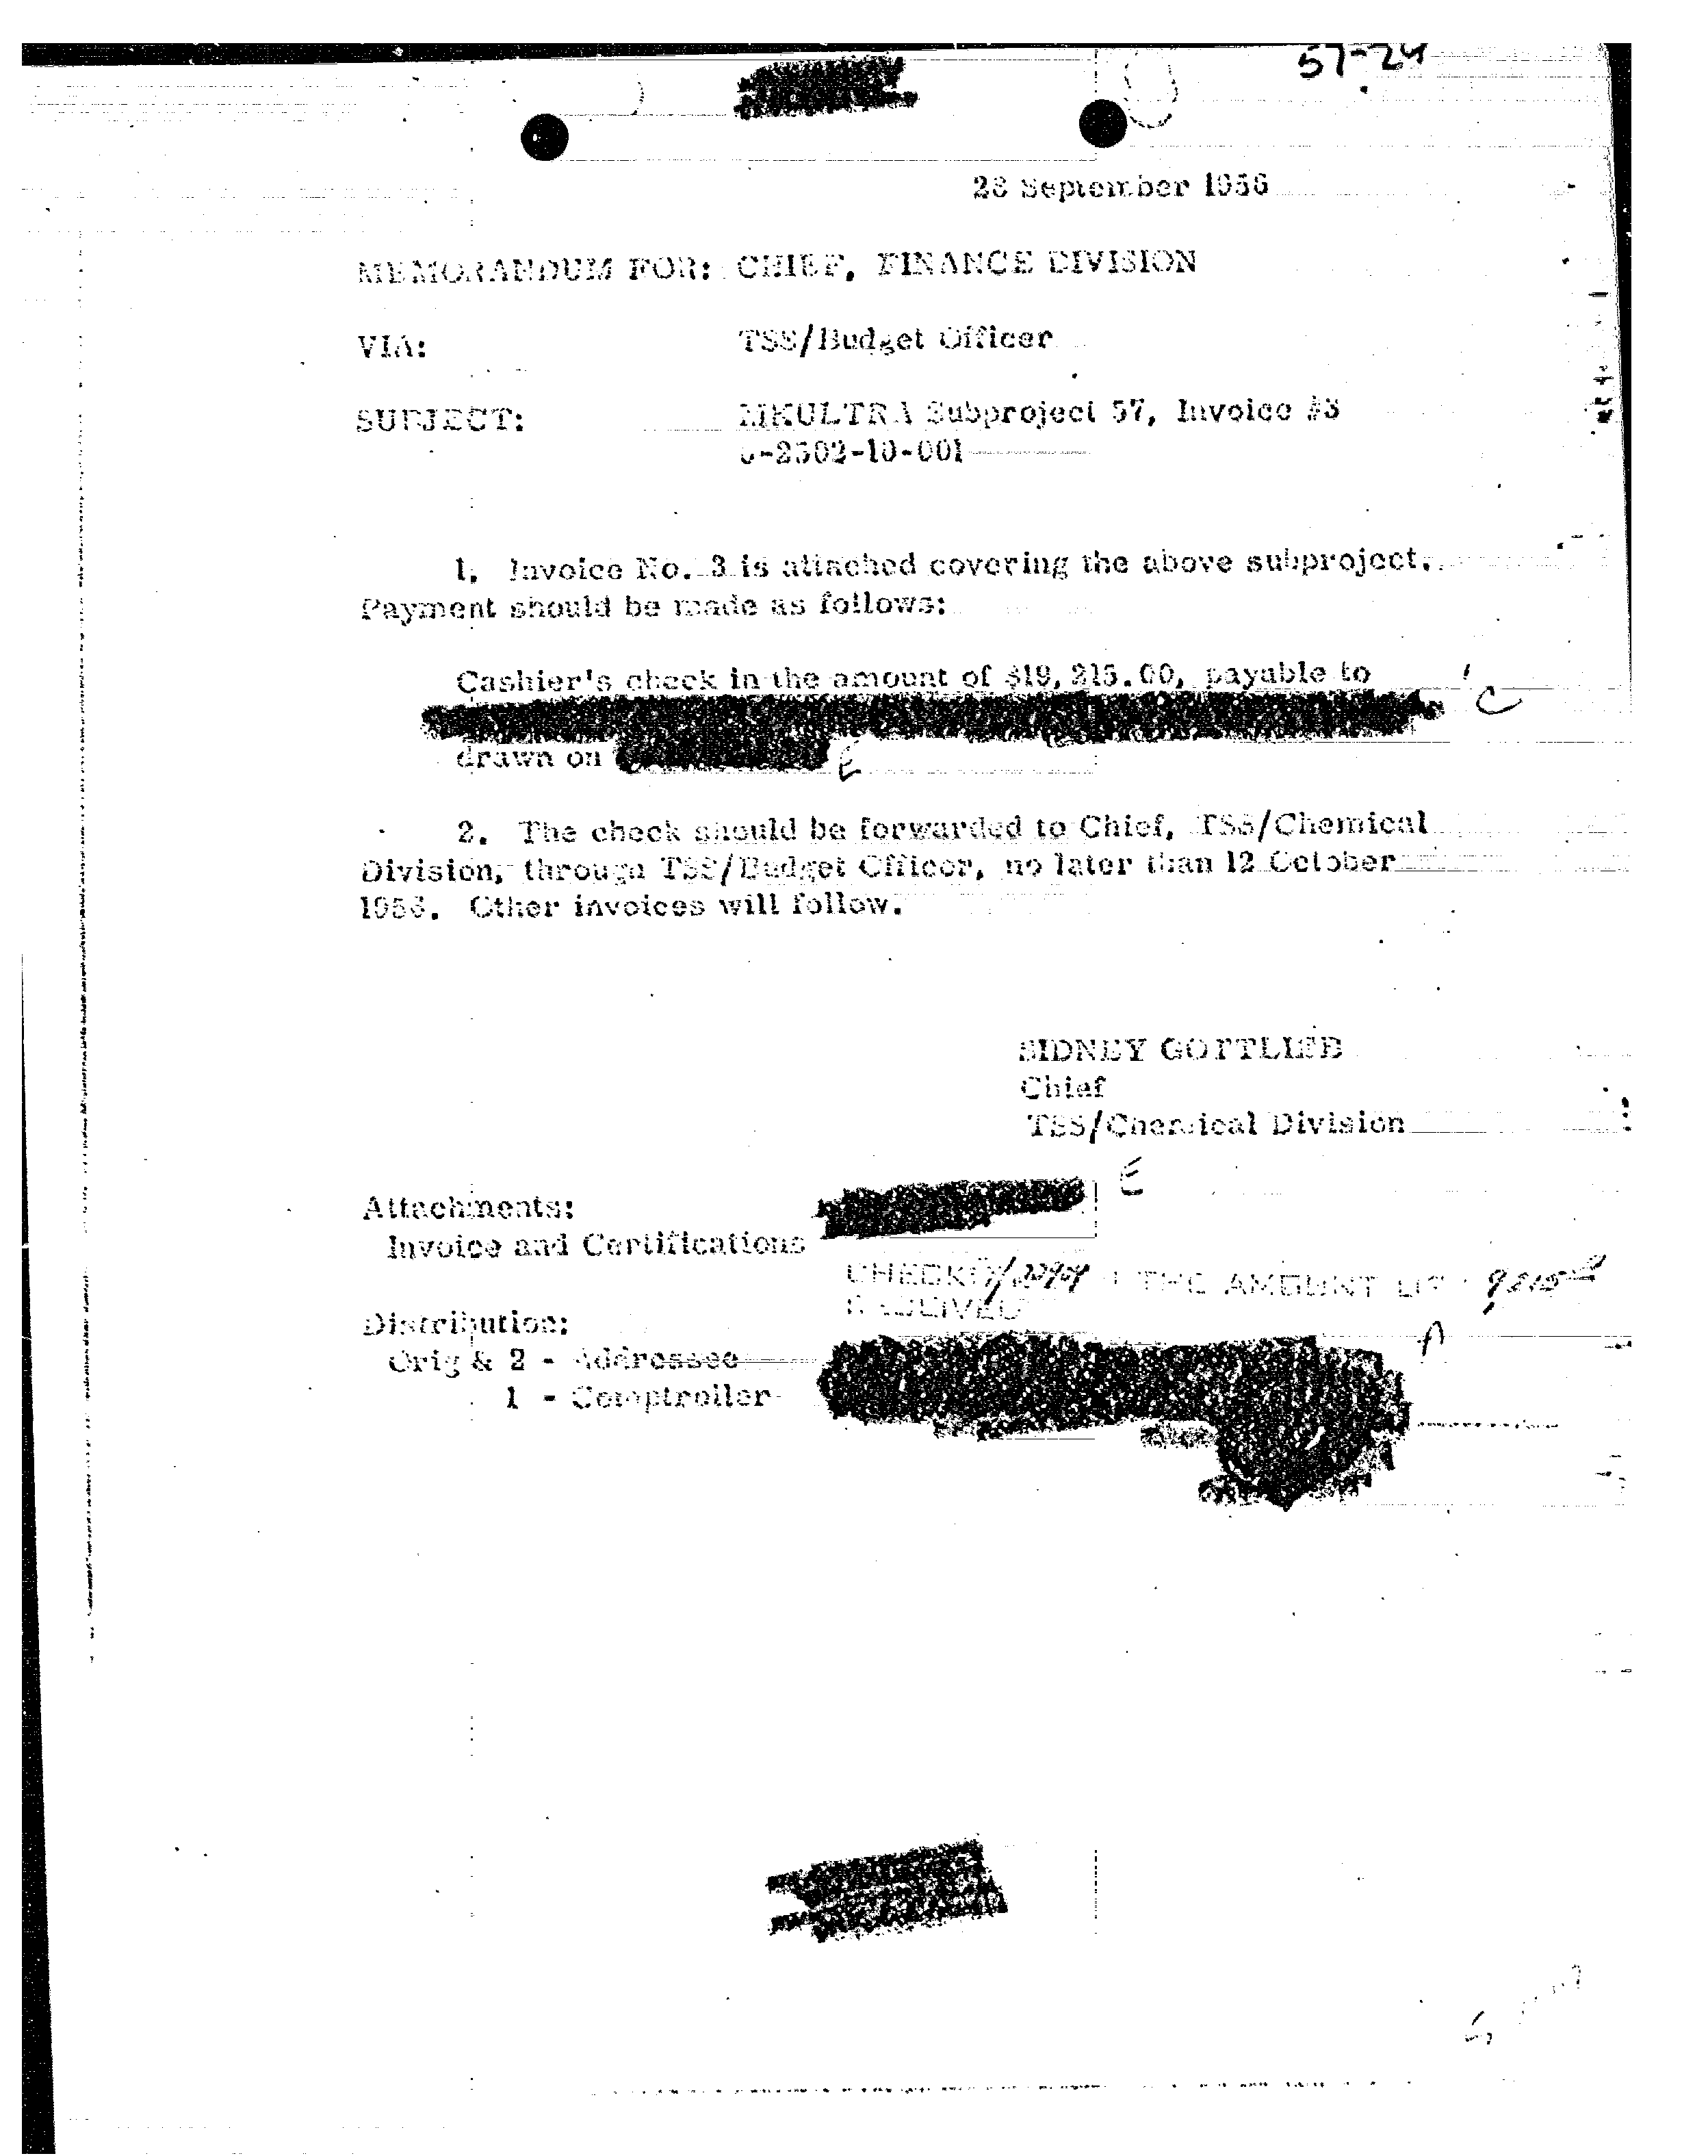 57-24
28 September 1956
MEMORANDUM FOR: CHIEF, FINANCE DIVISION
VIA: TSS/Budget Officer
SUBJECT: MKULTRA Subproject 57, Invoice #3
-2502-10-001
1. Invoice No. 3 is attached covering the above subproject.
Payment should be made as follows:
Cashier's check in the amount of $19,215.00, payable to
C
drawn on
E
2. The check should be forwarded to Chief, TSS/Chemical
Division, through TSS/Budget Officer, no later than 12 October
1956. Other invoices will follow.
SIDNEY GOTTLIEB
Chief
TSS/Chemical Division
E
Attachments:
Invoice and Certifications
CHECK THE AMOUNT OF
RECEIVED
A
Distribution:
Orig & 2 - Addressee
1 - Comptroller